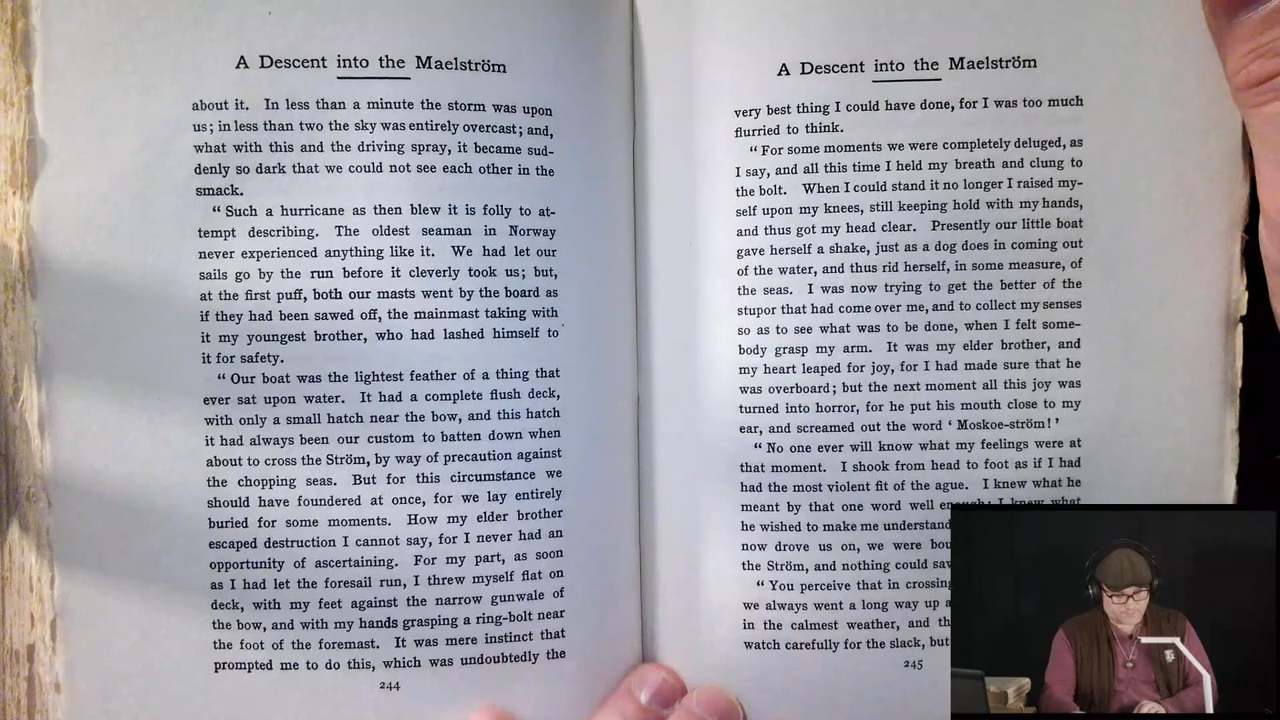 A Descent into the Maelström
about it. In less than a minute the storm was upon
us; in less than two the sky was entirely overcast; and,
what with this and the driving spray, it became sud-
denly so dark that we could not see each other in the
smack.
“ Such a hurricane as then blew it is folly to at-
tempt describing. The oldest seaman in Norway
never experienced anything like it. We had let our
sails go by the run before it cleverly took us; but,
at the first puff, both our masts went by the board as
if they had been sawed off, the mainmast taking with
it my youngest brother, who had lashed himself to
it for safety.
“ Our boat was the lightest feather of a thing that
ever sat upon water. It had a complete flush deck,
with only a small hatch near the bow, and this hatch
it had always been our custom to batten down when
about to cross the Ström, by way of precaution against
the chopping seas. But for this circumstance we
should have foundered at once, for we lay entirely
buried for some moments. How my elder brother
escaped destruction I cannot say, for I never had an
opportunity of ascertaining. For my part, as soon
as I had let the foresail run, I threw myself flat on
deck, with my feet against the narrow gunwale of
the bow, and with my hands grasping a ring-bolt near
the foot of the foremast. It was mere instinct that
prompted me to do this, which was undoubtedly the
244
A Descent into the Maelström
very best thing I could have done, for I was too much
flurried to think.
“ For some moments we were completely deluged, as
I say, and all this time I held my breath and clung to
the bolt. When I could stand it no longer I raised my-
self upon my knees, still keeping hold with my hands,
and thus got my head clear. Presently our little boat
gave herself a shake, just as a dog does in coming out
of the water, and thus rid herself, in some measure, of
the seas. I was now trying to get the better of the
stupor that had come over me, and to collect my senses
so as to see what was to be done, when I felt some-
body grasp my arm. It was my elder brother, and
my heart leaped for joy, for I had made sure that he
was overboard; but the next moment all this joy was
turned into horror, for he put his mouth close to my
ear, and screamed out the word ‘ Moskoe-ström! ’
“ No one ever will know what my feelings were at
that moment. I shook from head to foot as if I had
had the most violent fit of the ague. I knew what he
meant by that one word well enough; I knew what
he wished to make me understand
now drove us on, we were
the Ström, and nothing could
“ You perceive that in crossing
we always went a long way up
in the calmest weather, and
watch carefully for the slack, but
245